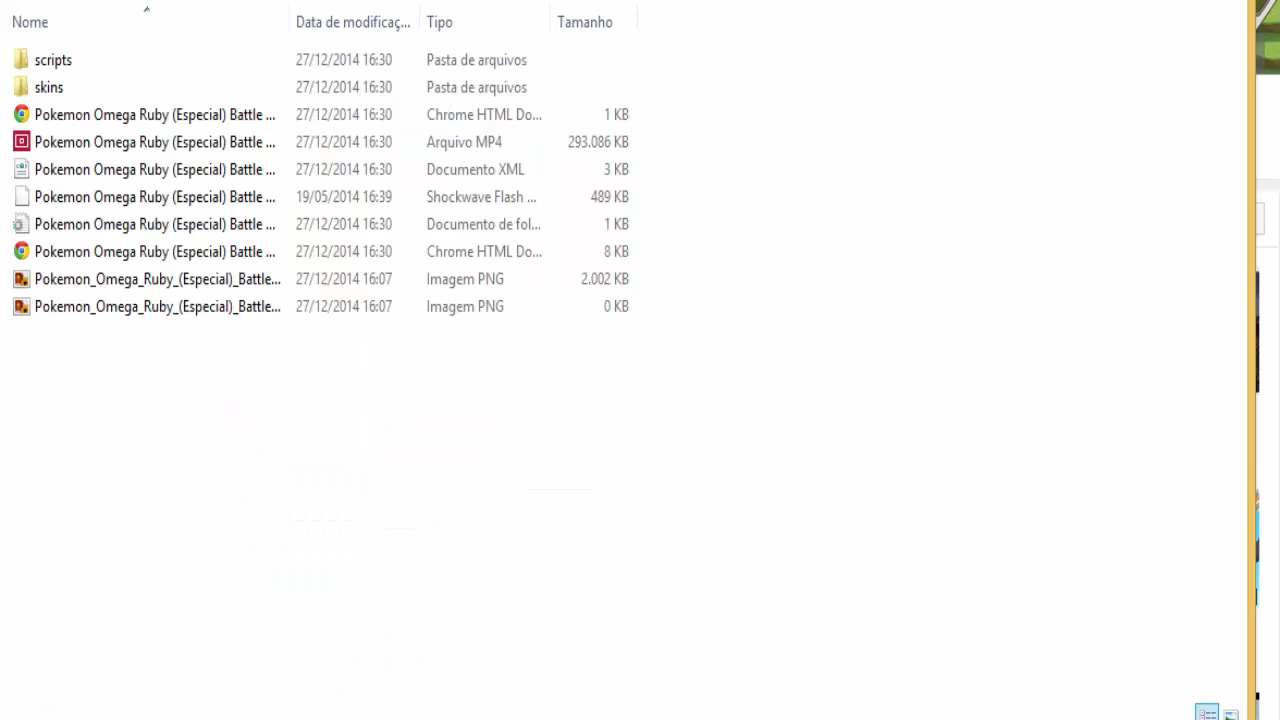 Nome Data de modificaç... Tipo Tamanho
scripts 27/12/2014 16:30 Pasta de arquivos
skins 27/12/2014 16:30 Pasta de arquivos
Pokemon Omega Ruby (Especial) Battle ... 27/12/2014 16:30 Chrome HTML Do... 1 KB
Pokemon Omega Ruby (Especial) Battle ... 27/12/2014 16:30 Arquivo MP4 293.086 KB
Pokemon Omega Ruby (Especial) Battle ... 27/12/2014 16:30 Documento XML 3 KB
Pokemon Omega Ruby (Especial) Battle ... 19/05/2014 16:39 Shockwave Flash ... 489 KB
Pokemon Omega Ruby (Especial) Battle ... 27/12/2014 16:30 Documento de fol... 1 KB
Pokemon Omega Ruby (Especial) Battle ... 27/12/2014 16:30 Chrome HTML Do... 8 KB
Pokemon_Omega_Ruby_(Especial)_Battle... 27/12/2014 16:07 Imagem PNG 2.002 KB
Pokemon_Omega_Ruby_(Especial)_Battle... 27/12/2014 16:07 Imagem PNG 0 KB